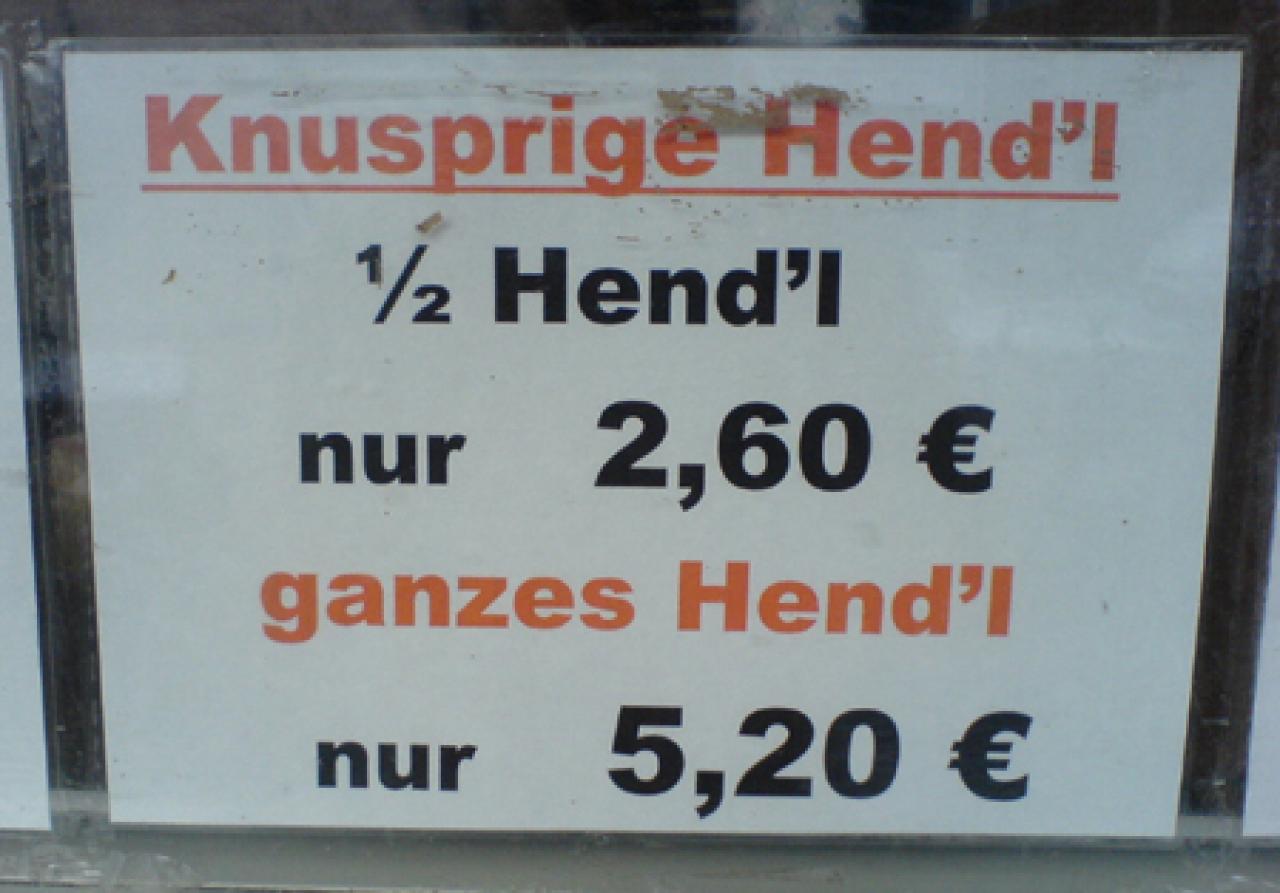 Knusprige Hend'l
½ Hend’l
nur 2,60 €
ganzes Hend’l
nur 5,20 €